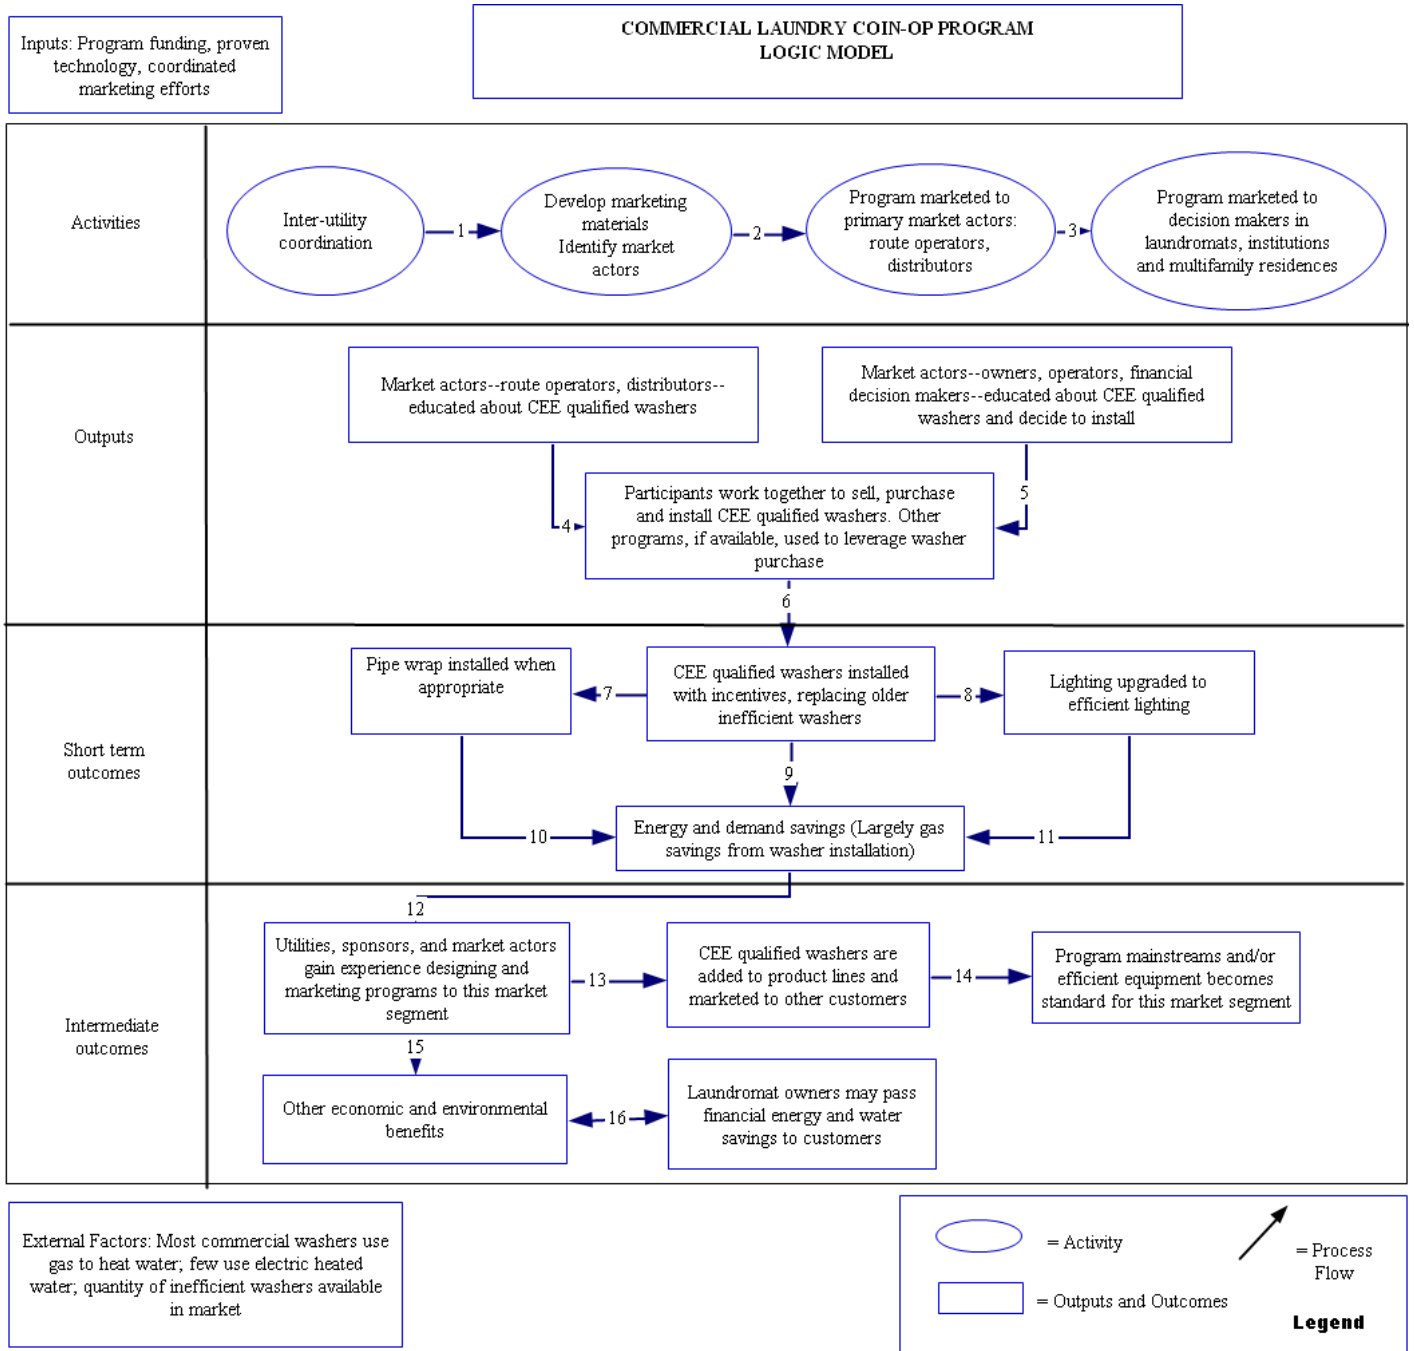 Inputs: Program funding, proven
technology, coordinated
marketing efforts
COMMERCIAL LAUNDRY COIN-OP PROGRAM
LOGIC MODEL
Activities
Inter-utility
coordination
1
Develop marketing
materials
Identify market
actors
2
Program marketed to
primary market actors:
route operators,
distributors
3
Program marketed to
decision makers in
laundromats, institutions
and multifamily residences
Outputs
Market actors--route operators, distributors--
educated about CEE qualified washers
Market actors--owners, operators, financial
decision makers--educated about CEE qualified
washers and decide to install
4
Participants work together to sell, purchase
and install CEE qualified washers. Other
programs, if available, used to leverage washer
purchase
5
6
Short term
outcomes
Pipe wrap installed when
appropriate
7
CEE qualified washers installed
with incentives, replacing older
inefficient washers
8
Lighting upgraded to
efficient lighting
9
10
Energy and demand savings (Largely gas
savings from washer installation)
11
Intermediate
outcomes
12
Utilities, sponsors, and market actors
gain experience designing and
marketing programs to this market
segment
13
CEE qualified washers are
added to product lines and
marketed to other customers
14
Program mainstreams and/or
efficient equipment becomes
standard for this market segment
15
Other economic and environmental
benefits
16
Laundromat owners may pass
financial energy and water
savings to customers
External Factors: Most commercial washers use
gas to heat water; few use electric heated
water; quantity of inefficient washers available
in market
= Activity
= Process
Flow
= Outputs and Outcomes
Legend